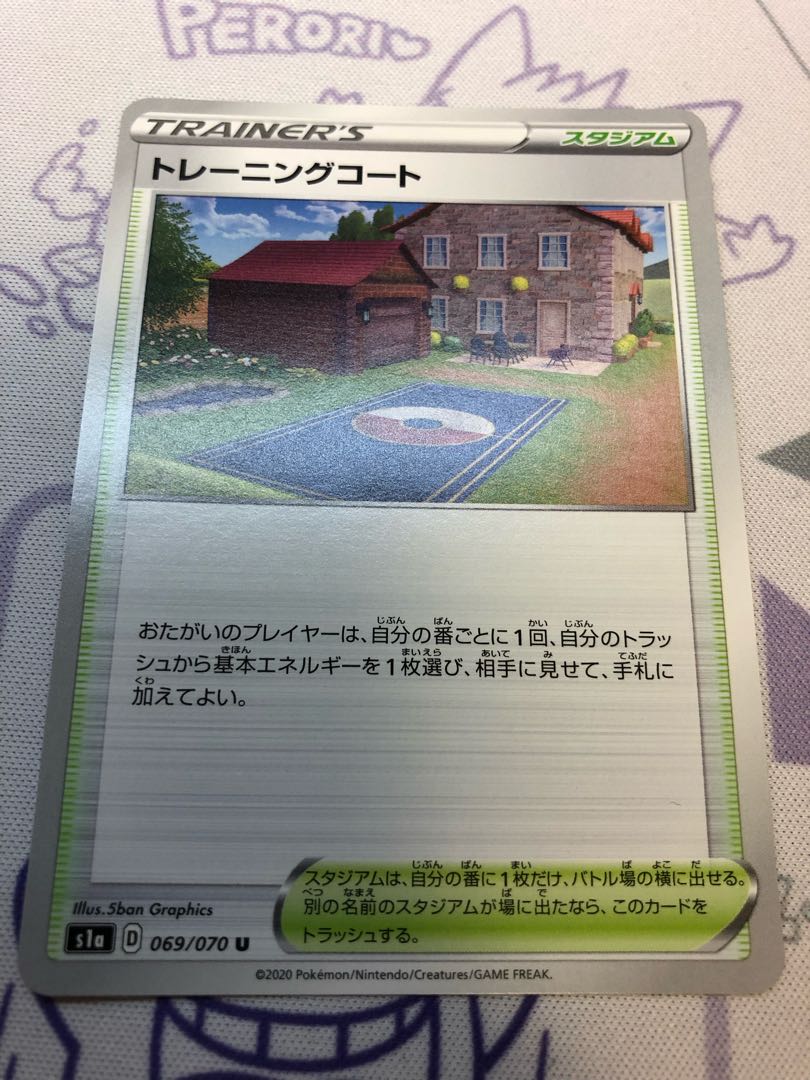 PERORI
TRAINER'S
スタジアム
トレーニングコート
おたがいのプレイヤーは、自分の番ごとに1回、自分のトラッ
シュから基本エネルギーを1枚選び、相手に見せて、手札に
加えてよい。
スタジアムは、自分の番に1枚だけ、バトル場の横に出せる。
別の名前のスタジアムが場に出たなら、このカードを
トラッシュする。
Illus. 5ban Graphics
s1a D 069/070 U
©2020 Pokémon/Nintendo/Creatures/GAME FREAK.